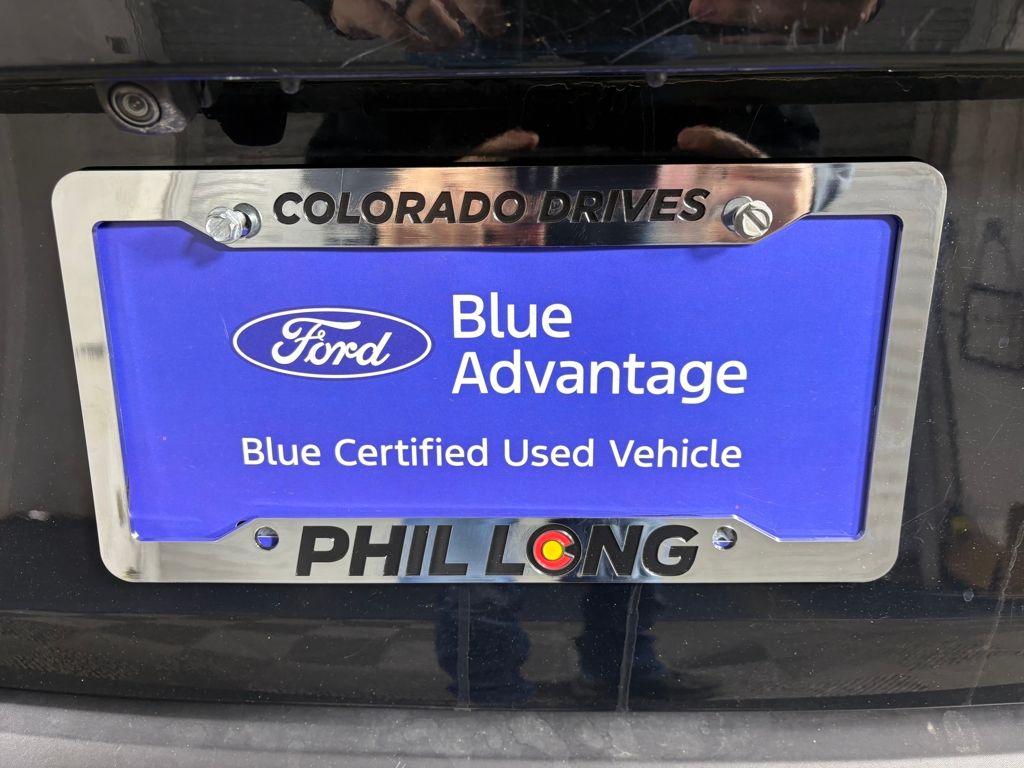 COLORADO DRIVES
Ford
Blue
Advantage
Blue Certified Used Vehicle
PHIL LONG